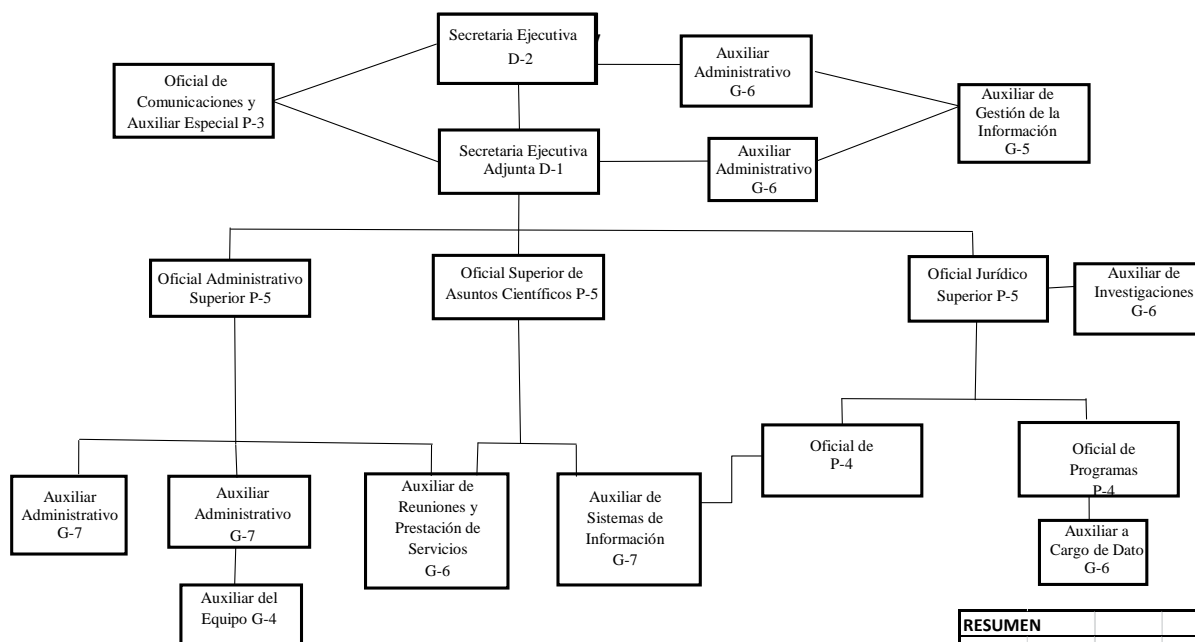 Secretaria Ejecutiva
D-2
Oficial de
Comunicaciones y
Auxiliar Especial P-3
Auxiliar
Administrativo
G-6
Auxiliar de
Gestión de la
Información
G-5
Secretaria Ejecutiva
Adjunta D-1
Auxiliar
Administrativo
G-6
Oficial Administrativo
Superior P-5
Oficial Superior de
Asuntos Científicos P-5
Oficial Jurídico
Superior P-5
Auxiliar de
Investigaciones
G-6
Oficial de
P-4
Oficial de
Programas
P-4
Auxiliar
Administrativo
G-7
Auxiliar
Administrativo
G-7
Auxiliar de
Reuniones y
Prestación de
Servicios
G-6
Auxiliar de
Sistemas de
Información
G-7
Auxiliar a
Cargo de Dato
G-6
Auxiliar del
Equipo G-4
RESUMEN